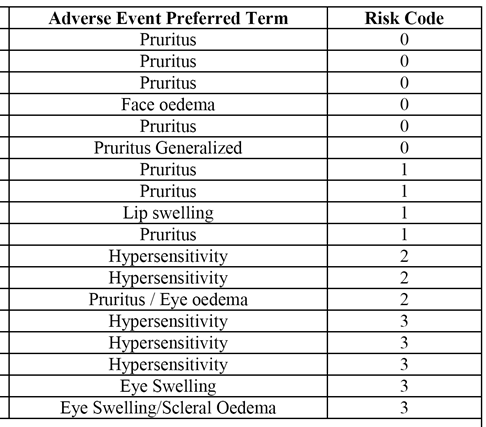 Adverse Event Preferred Term Risk Code
Pruritus 0
Pruritus 0
Pruritus 0
Face oedema 0
Pruritus 0
Pruritus Generalized 0
Pruritus 1
Pruritus 1
Lip swelling 1
Pruritus 1
Hypersensitivity 2
Hypersensitivity 2
Pruritus / Eye oedema 2
Hypersensitivity 3
Hypersensitivity 3
Hypersensitivity 3
Eye Swelling 3
Eye Swelling/Scleral Oedema 3